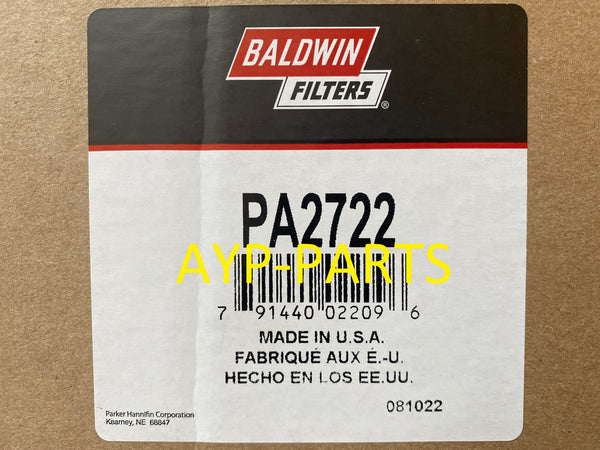 BALDWIN
FILTERS®
PA2722
AYP-PARTS
7 91440 02209 6
MADE IN U.S.A.
FABRIQUÉ AUX É.-U.
HECHO EN LOS EE.UU.
081022
Parker Hannifin Corporation
Kearney, NE 68847